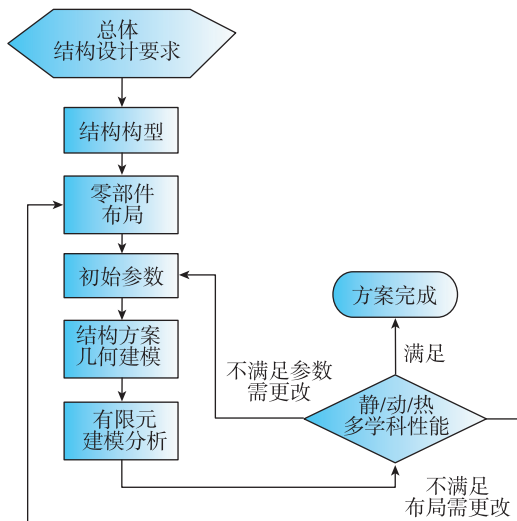 总体
结构设计要求
结构构型
零部件
布局
初始参数
结构方案
几何建模
有限元
建模分析
方案完成
满足
不满足参数
需更改
静/动/热
多学科性能
不满足
布局需更改